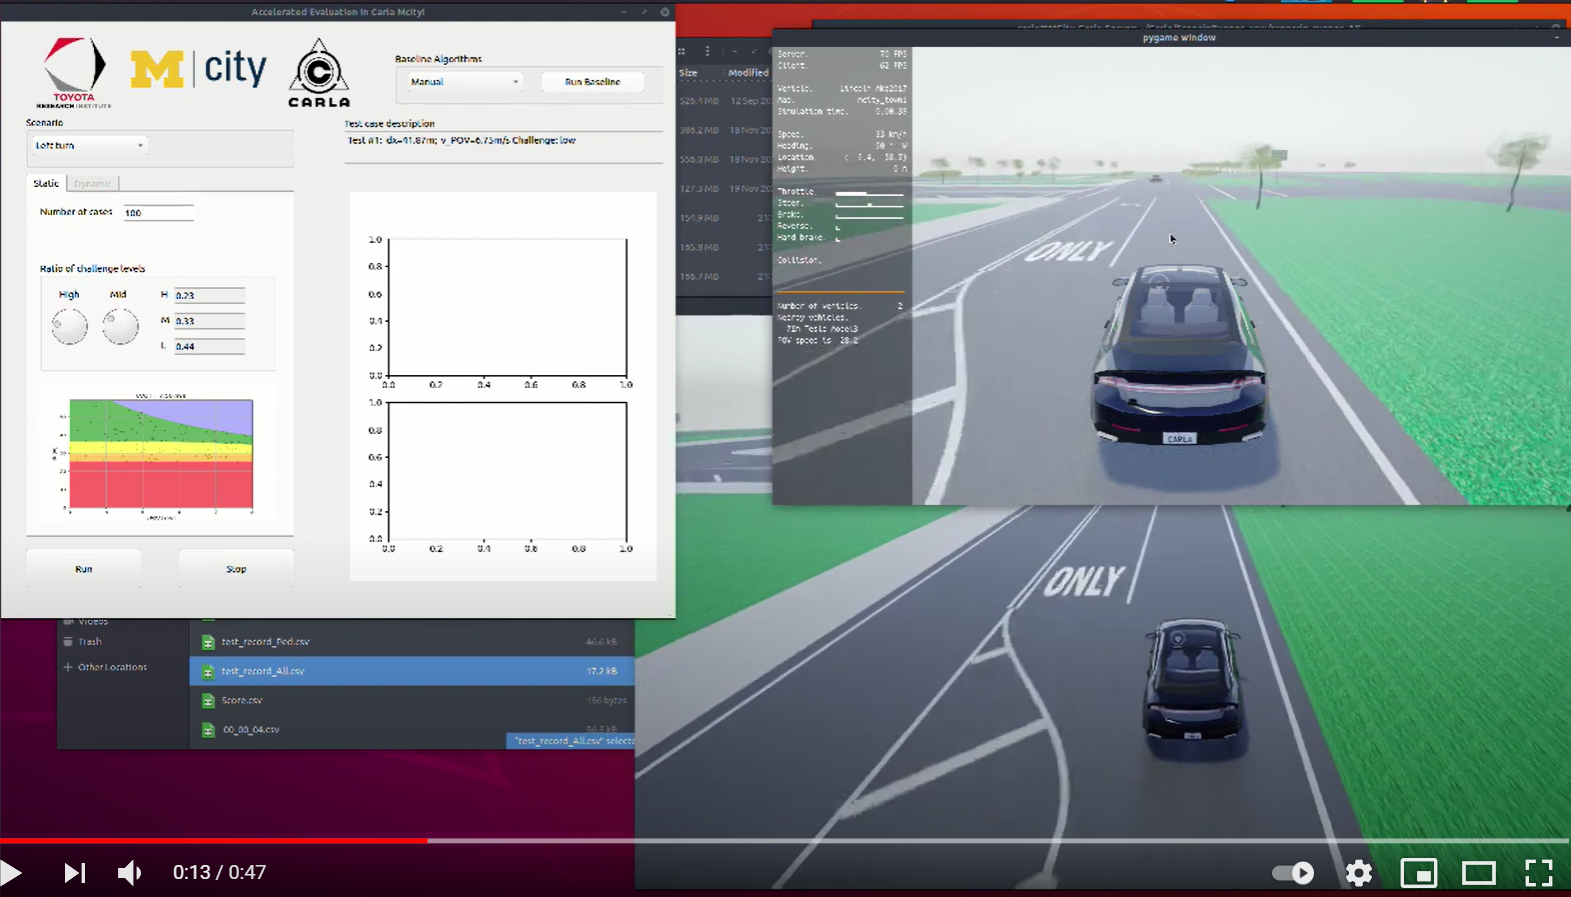 Accelerated Evaluation in Carla Mcity!
TOYOTA
RESEARCH INSTITUTE
M city
CARLA
Baseline Algorithms
Manual
Run Baseline
Scenario
Left turn
Test case description
Test #1: dx=41.87m; v_POV=6.75m/s Challenge: low
Static
Dynamic
Number of cases 100
Ratio of challenge levels
High Mid
H 0.23
M 0.33
L 0.44
1.0
0.8
0.6
0.4
0.2
0.0
0.0 0.2 0.4 0.6 0.8 1.0
1.0
0.8
0.6
0.4
0.2
0.0
0.0 0.2 0.4 0.6 0.8 1.0
Run
Stop
Size Modified
526.4 MB 12 Sep 20
386.2 MB 18 Nov 20
556.0 MB 18 Nov 20
127.3 MB 19 Nov 20
154.9 MB 21
165.8 MB 21
166.7 MB 21
pygame window
Server: 70 FPS
Client: 62 FPS
Vehicle: Lincoln Mkz2017
Map: mcity_town1
Simulation time: 0:00:39
Speed: 33 km/h
Heading:
Location:
Height: 0 m
Throttle:
Steer:
Brake:
Reverse:
Hand brake:
Collision:
Number of vehicles: 2
Nearby vehicles:
71m Tesla Model3
POV speed is 28.2
ONLY
CARLA
ONLY
Videos
Trash
Other Locations
test_record_Ped.csv 46.6 kB
test_record_All.csv 17.2 kB
Score.csv 156 bytes
00_00_04.csv 56.5 kB
"test_record_All.csv" selecte
0:13 / 0:47